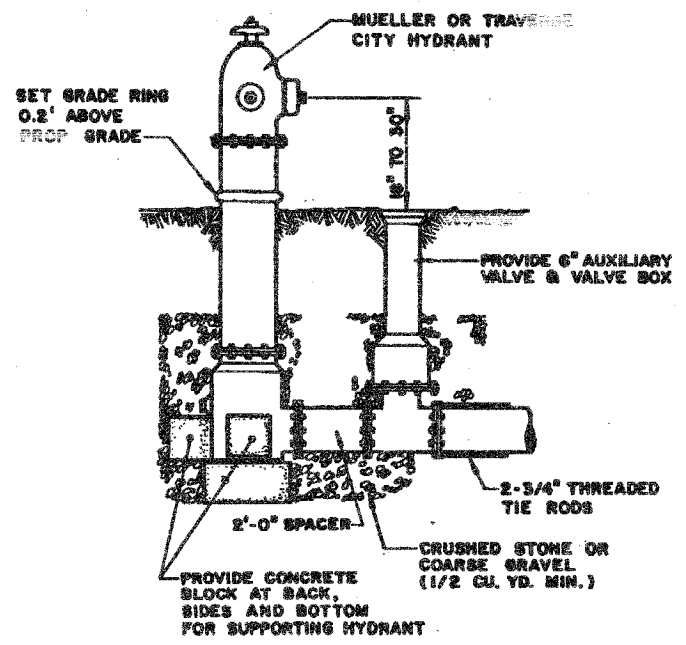 MUELLER OR TRAVERSE
CITY HYDRANT
SET GRADE RING
0.2' ABOVE
PROP GRADE
18" TO 30"
PROVIDE 6" AUXILIARY
VALVE & VALVE BOX
2-3/4" THREADED
TIE RODS
2'-0" SPACER
CRUSHED STONE OR
COARSE GRAVEL
(1/2 CU. YD. MIN.)
PROVIDE CONCRETE
BLOCK AT BACK,
SIDES AND BOTTOM
FOR SUPPORTING HYDRANT